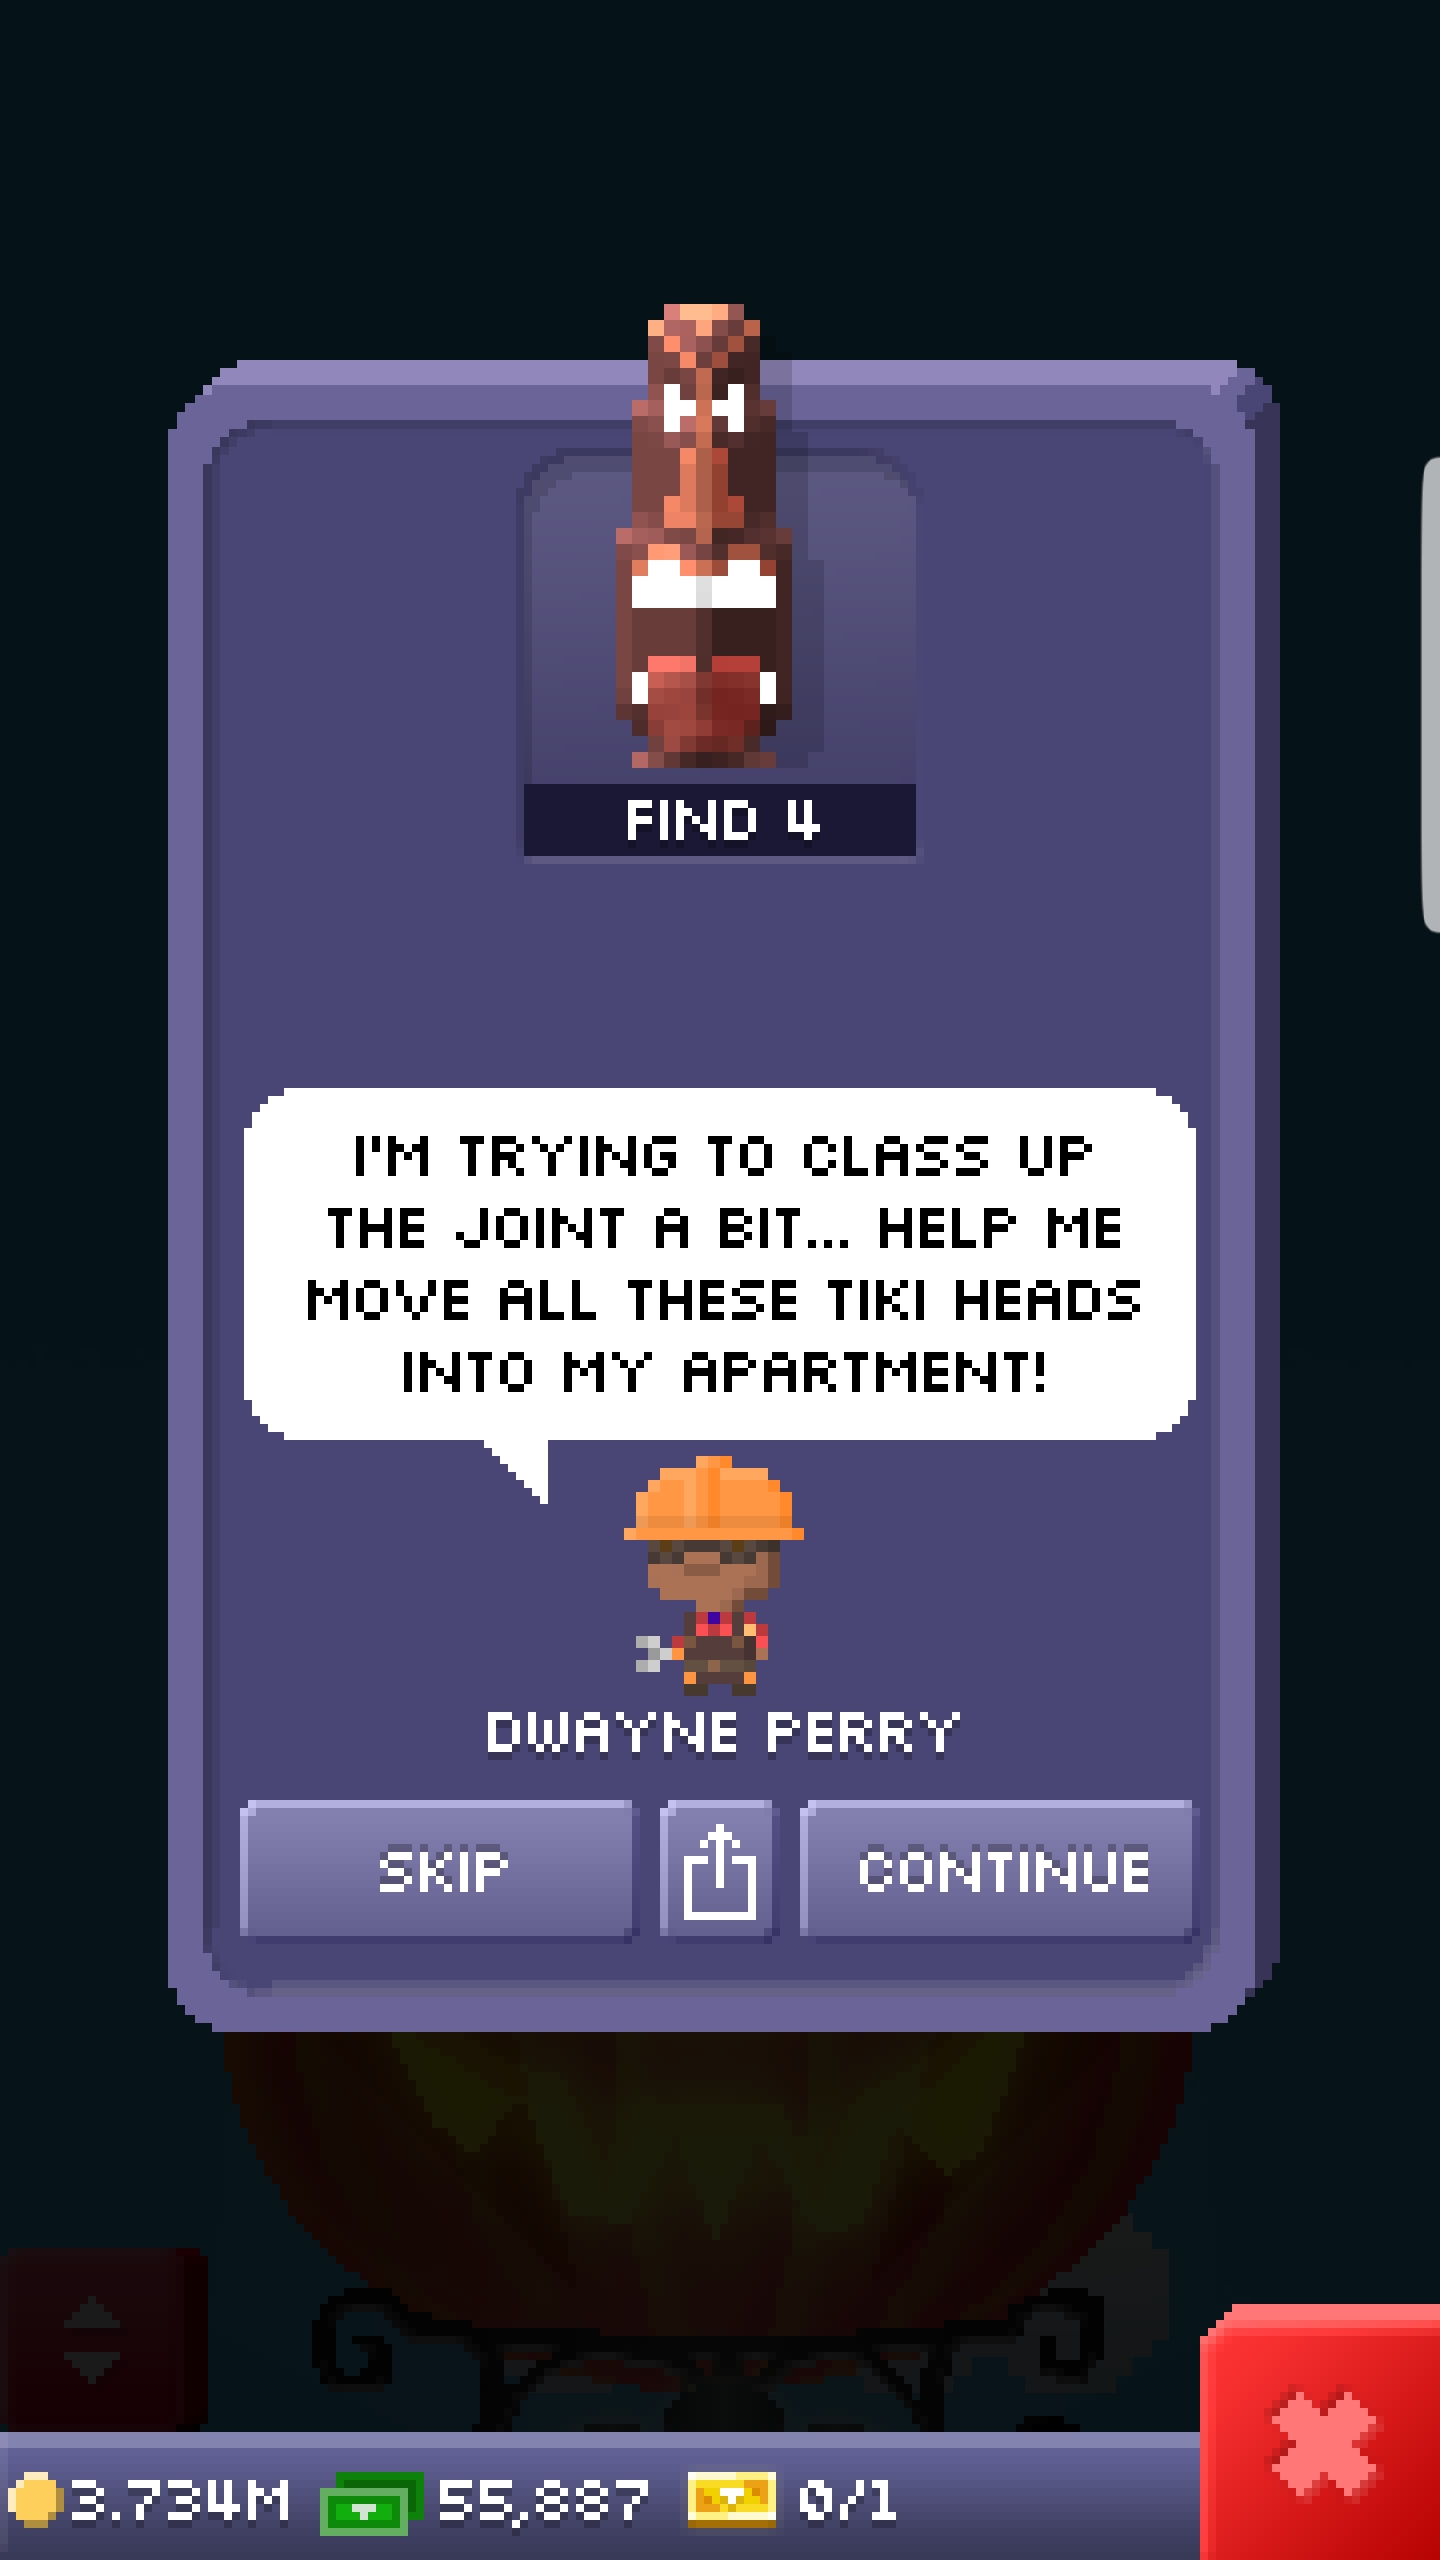 FIND 4
I'M TRYING TO CLASS UP
THE JOINT A BIT... HELP ME
MOVE ALL THESE TIKI HEADS
INTO MY APARTMENT!
DWAYNE PERRY
SKIP
CONTINUE
3.734M 55,887 0/1